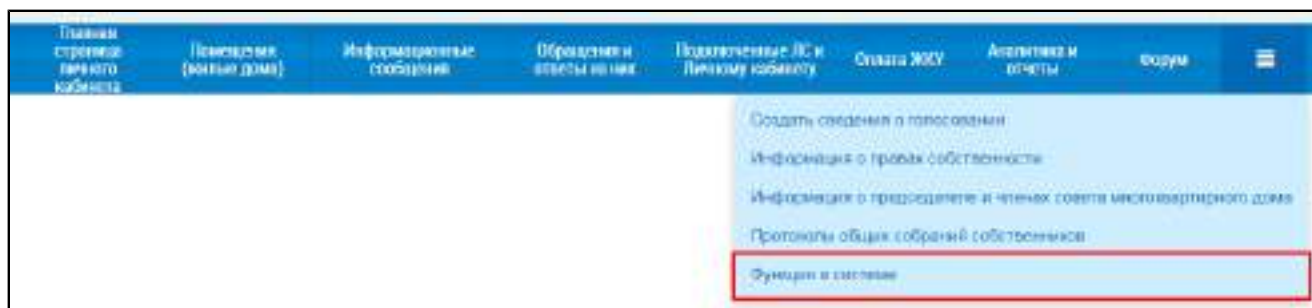 Главная
страница
личного
кабинета
Помещения
(жилые дома)
Информационные
сообщения
Обращения и
ответы на них
Подключенные ЛС к
Личному кабинету
Оплата ЖКУ
Аналитика и
отчеты
Форум
Создать сведения о голосовании
Информация о правах собственности
Информация о председателе и членах совета многоквартирного дома
Протоколы общих собраний собственников
Функции в системе